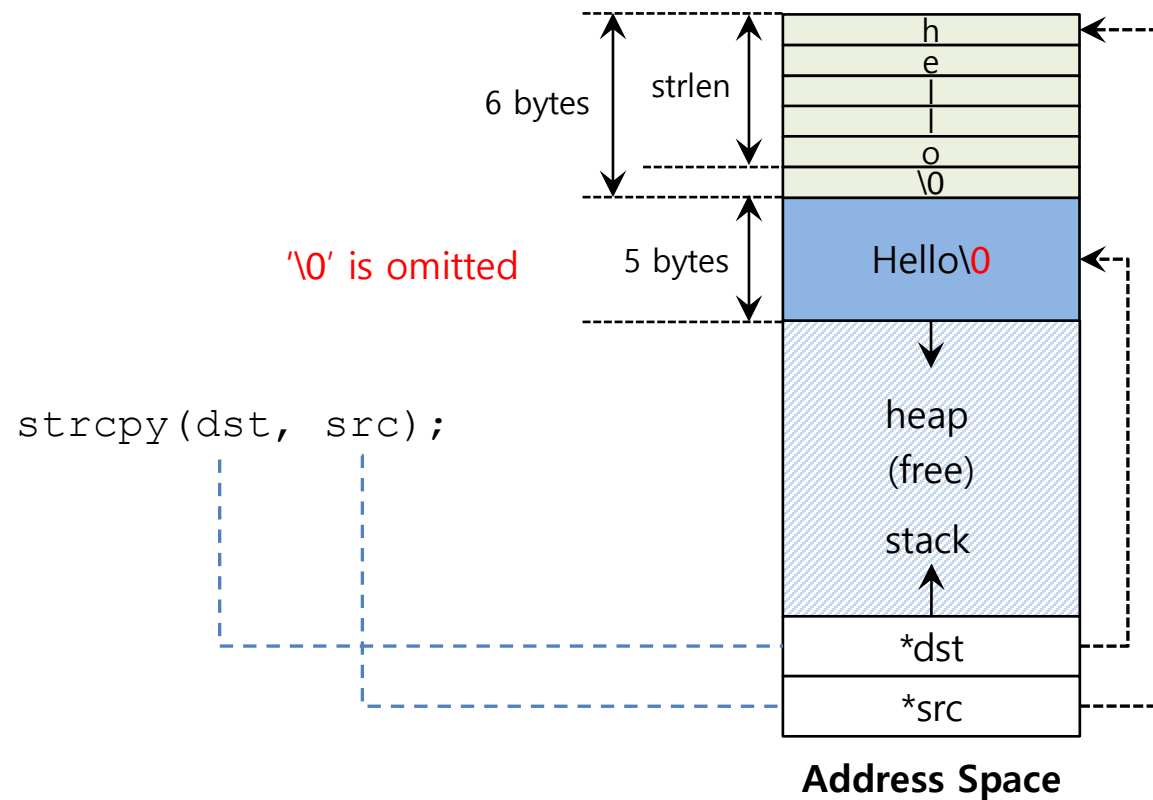 h
e
l
l
o
\0
strlen
6 bytes
'\0' is omitted
5 bytes
Hello\0
strcpy(dst, src);
heap
(free)
stack
*dst
*src
Address Space